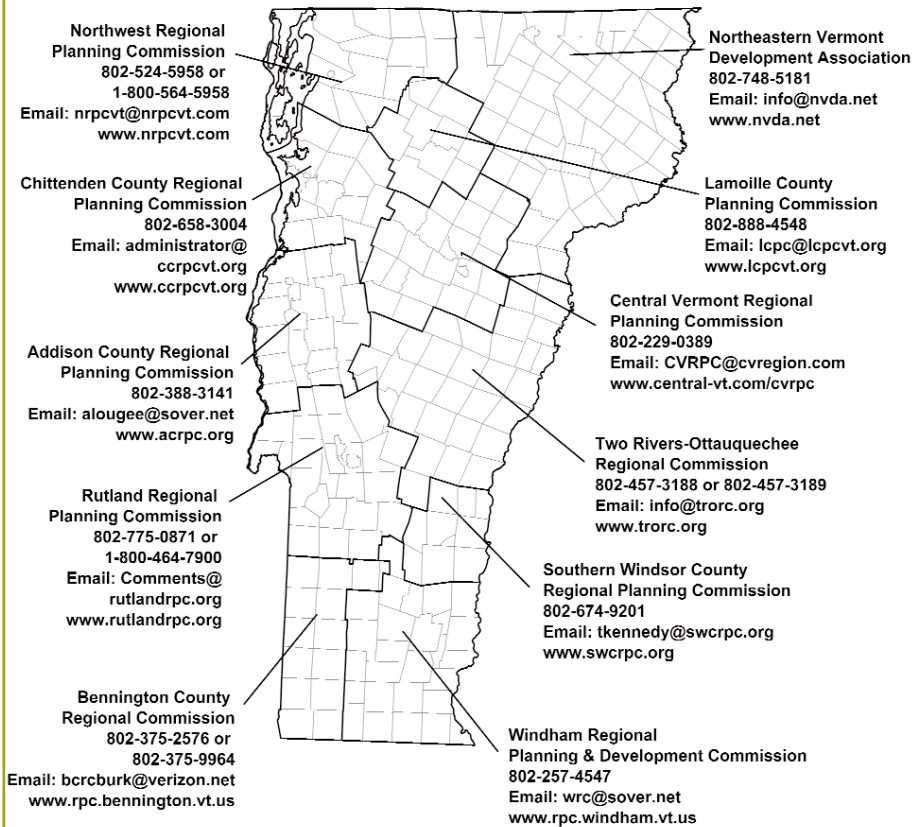 Northwest Regional
Planning Commission
802-524-5958 or
1-800-564-5958
Email: nrpcvt@nrpcvt.com
www.nrpcvt.com
Chittenden County Regional
Planning Commission
802-658-3004
Email: administrator@
ccrpcvt.org
www.ccrpcvt.org
Addison County Regional
Planning Commission
802-388-3141
Email: alougee@sover.net
www.acrpc.org
Rutland Regional
Planning Commission
802-775-0871 or
1-800-464-7900
Email: Comments@
rutlandrpc.org
www.rutlandrpc.org
Bennington County
Regional Commission
802-375-2576 or
802-375-9964
Email: bcrcburk@verizon.net
www.rpc.bennington.vt.us
Northeastern Vermont
Development Association
802-748-5181
Email: info@nvda.net
www.nvda.net
Lamoille County
Planning Commission
802-888-4548
Email: lcpc@lcpcvt.org
www.lcpcvt.org
Central Vermont Regional
Planning Commission
802-229-0389
Email: CVRPC@cvregion.com
www.central-vt.com/cvrpc
Two Rivers-Ottauquechee
Regional Commission
802-457-3188 or 802-457-3189
Email: info@trorc.org
www.trorc.org
Southern Windsor County
Regional Planning Commission
802-674-9201
Email: tkennedy@swcrpc.org
www.swcrpc.org
Windham Regional
Planning & Development Commission
802-257-4547
Email: wrc@sover.net
www.rpc.windham.vt.us